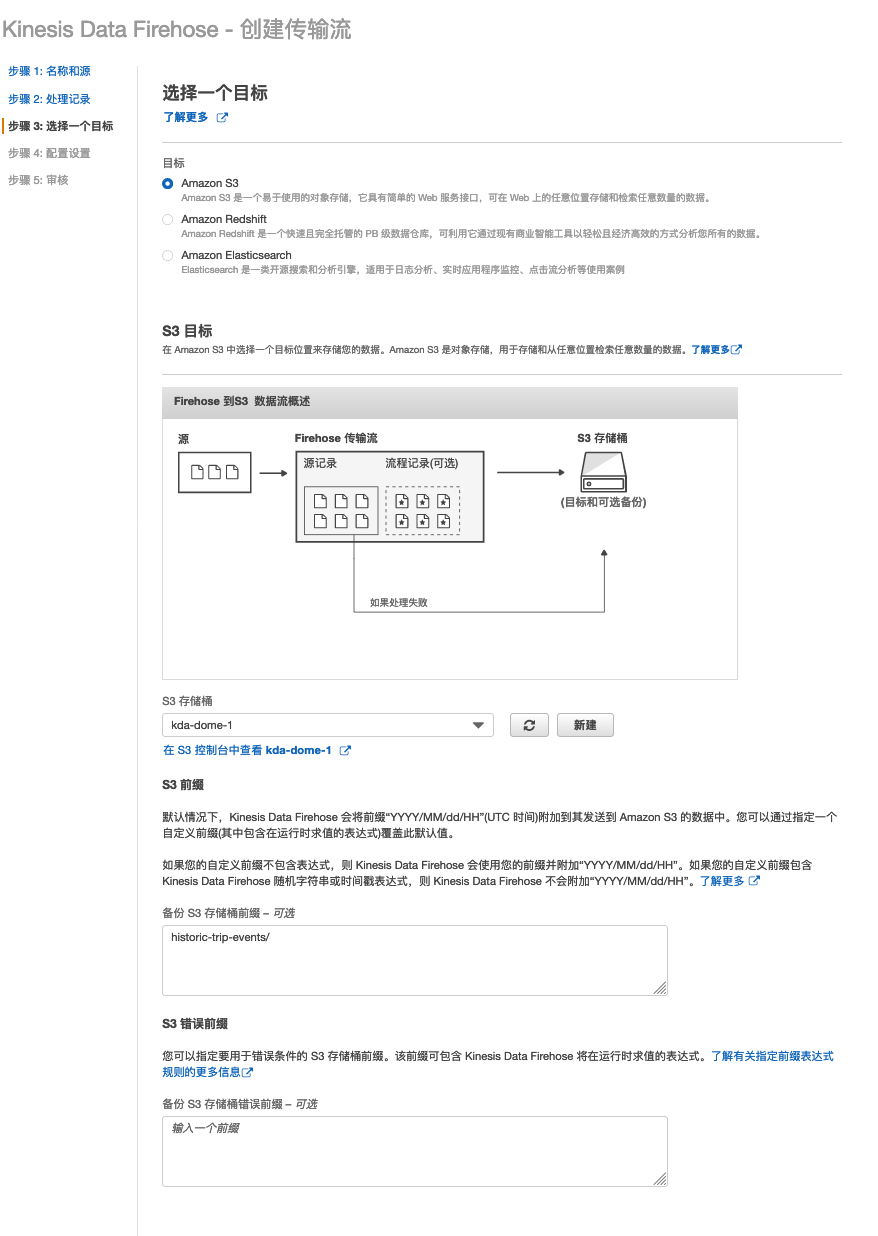 Kinesis Data Firehose - 创建传输流
步骤 1: 名称和源
步骤 2: 处理记录
步骤 3: 选择一个目标
步骤 4: 配置设置
步骤 5: 审核
选择一个目标
了解更多
目标
Amazon S3
Amazon S3 是一个易于使用的对象存储，它具有简单的 Web 服务接口，可在 Web 上的任意位置存储和检索任意数量的数据。
Amazon Redshift
Amazon Redshift 是一个快速且完全托管的 PB 级数据仓库，可利用它通过现有商业智能工具以轻松且经济高效的方式分析您所有的数据。
Amazon Elasticsearch
Elasticsearch 是一类开源搜索和分析引擎，适用于日志分析、实时应用程序监控、点击流分析等使用案例
S3 目标
在 Amazon S3 中选择一个目标位置来存储您的数据。Amazon S3 是对象存储，用于存储和从任意位置检索任意数量的数据。了解更多
Firehose 到S3 数据流概述
源
Firehose 传输流
S3 存储桶
源记录
流程记录(可选)
(目标和可选备份)
如果处理失败
S3 存储桶
kda-dome-1
新建
在 S3 控制台中查看 kda-dome-1
S3 前缀
默认情况下，Kinesis Data Firehose 会将前缀“YYYY/MM/dd/HH”(UTC 时间)附加到其发送到 Amazon S3 的数据中。您可以通过指定一个
自定义前缀(其中包含在运行时求值的表达式)覆盖此默认值。
如果您的自定义前缀不包含表达式，则 Kinesis Data Firehose 会使用您的前缀并附加“YYYY/MM/dd/HH”。如果您的自定义前缀包含
Kinesis Data Firehose 随机字符串或时间戳表达式，则 Kinesis Data Firehose 不会附加“YYYY/MM/dd/HH”。了解更多
备份 S3 存储桶前缀 – 可选
historic-trip-events/
S3 错误前缀
您可以指定要用于错误条件的 S3 存储桶前缀。该前缀可包含 Kinesis Data Firehose 将在运行时求值的表达式。了解有关指定前缀表达式
规则的更多信息
备份 S3 存储桶错误前缀 – 可选
输入一个前缀